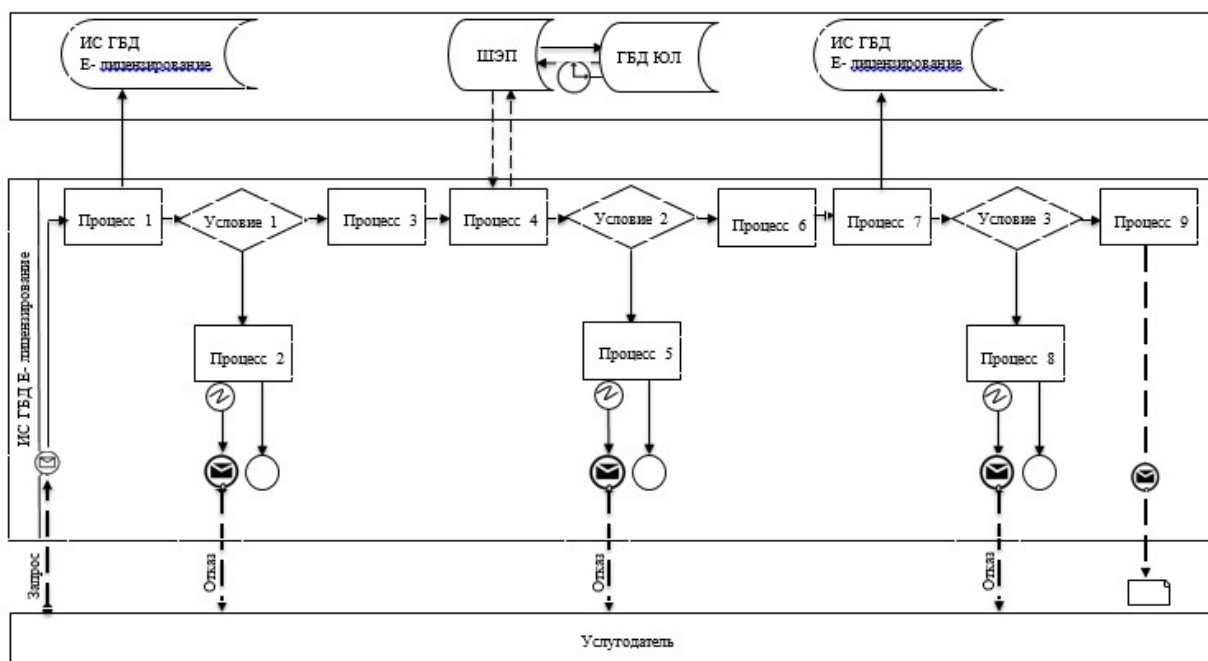 ИС ГБД
Е- лицензирование
ШЭП
ГБД ЮЛ
ИС ГБД
Е- лицензирование
ИС ГБД Е- лицензирование
Процесс 1
Условие 1
Процесс 3
Процесс 4
Условие 2
Процесс 6
Процесс 7
Условие 3
Процесс 9
Процесс 2
Процесс 5
Процесс 8
Запрос
Отказ
Отказ
Отказ
Услугодатель